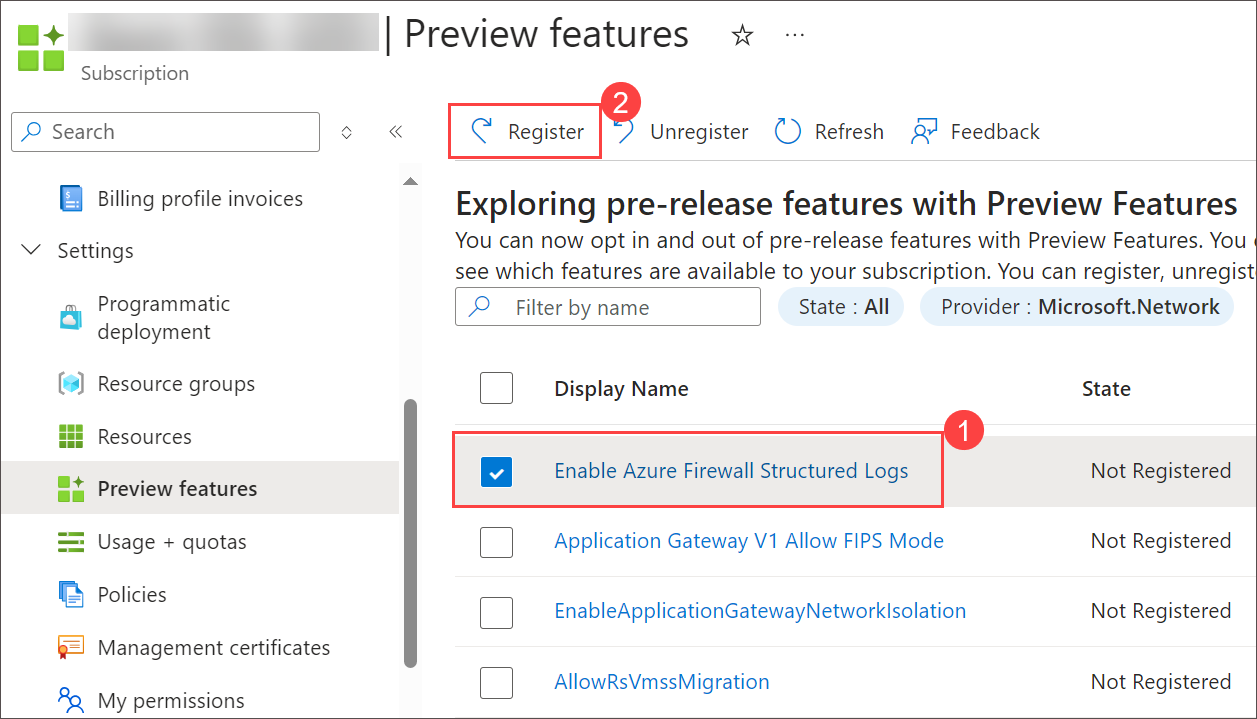 | Preview features ☆ ...
Subscription
Search
Billing profile invoices
Settings
Programmatic
deployment
Resource groups
Resources
Preview features
Usage + quotas
Policies
Management certificates
My permissions
Register 2 Unregister Refresh Feedback
Exploring pre-release features with Preview Features
You can now opt in and out of pre-release features with Preview Features. You
see which features are available to your subscription. You can register, unregist
Filter by name State : All Provider : Microsoft.Network
Display Name State
1
Enable Azure Firewall Structured Logs Not Registered
Application Gateway V1 Allow FIPS Mode Not Registered
EnableApplicationGatewayNetworkIsolation Not Registered
AllowRsVmssMigration Not Registered